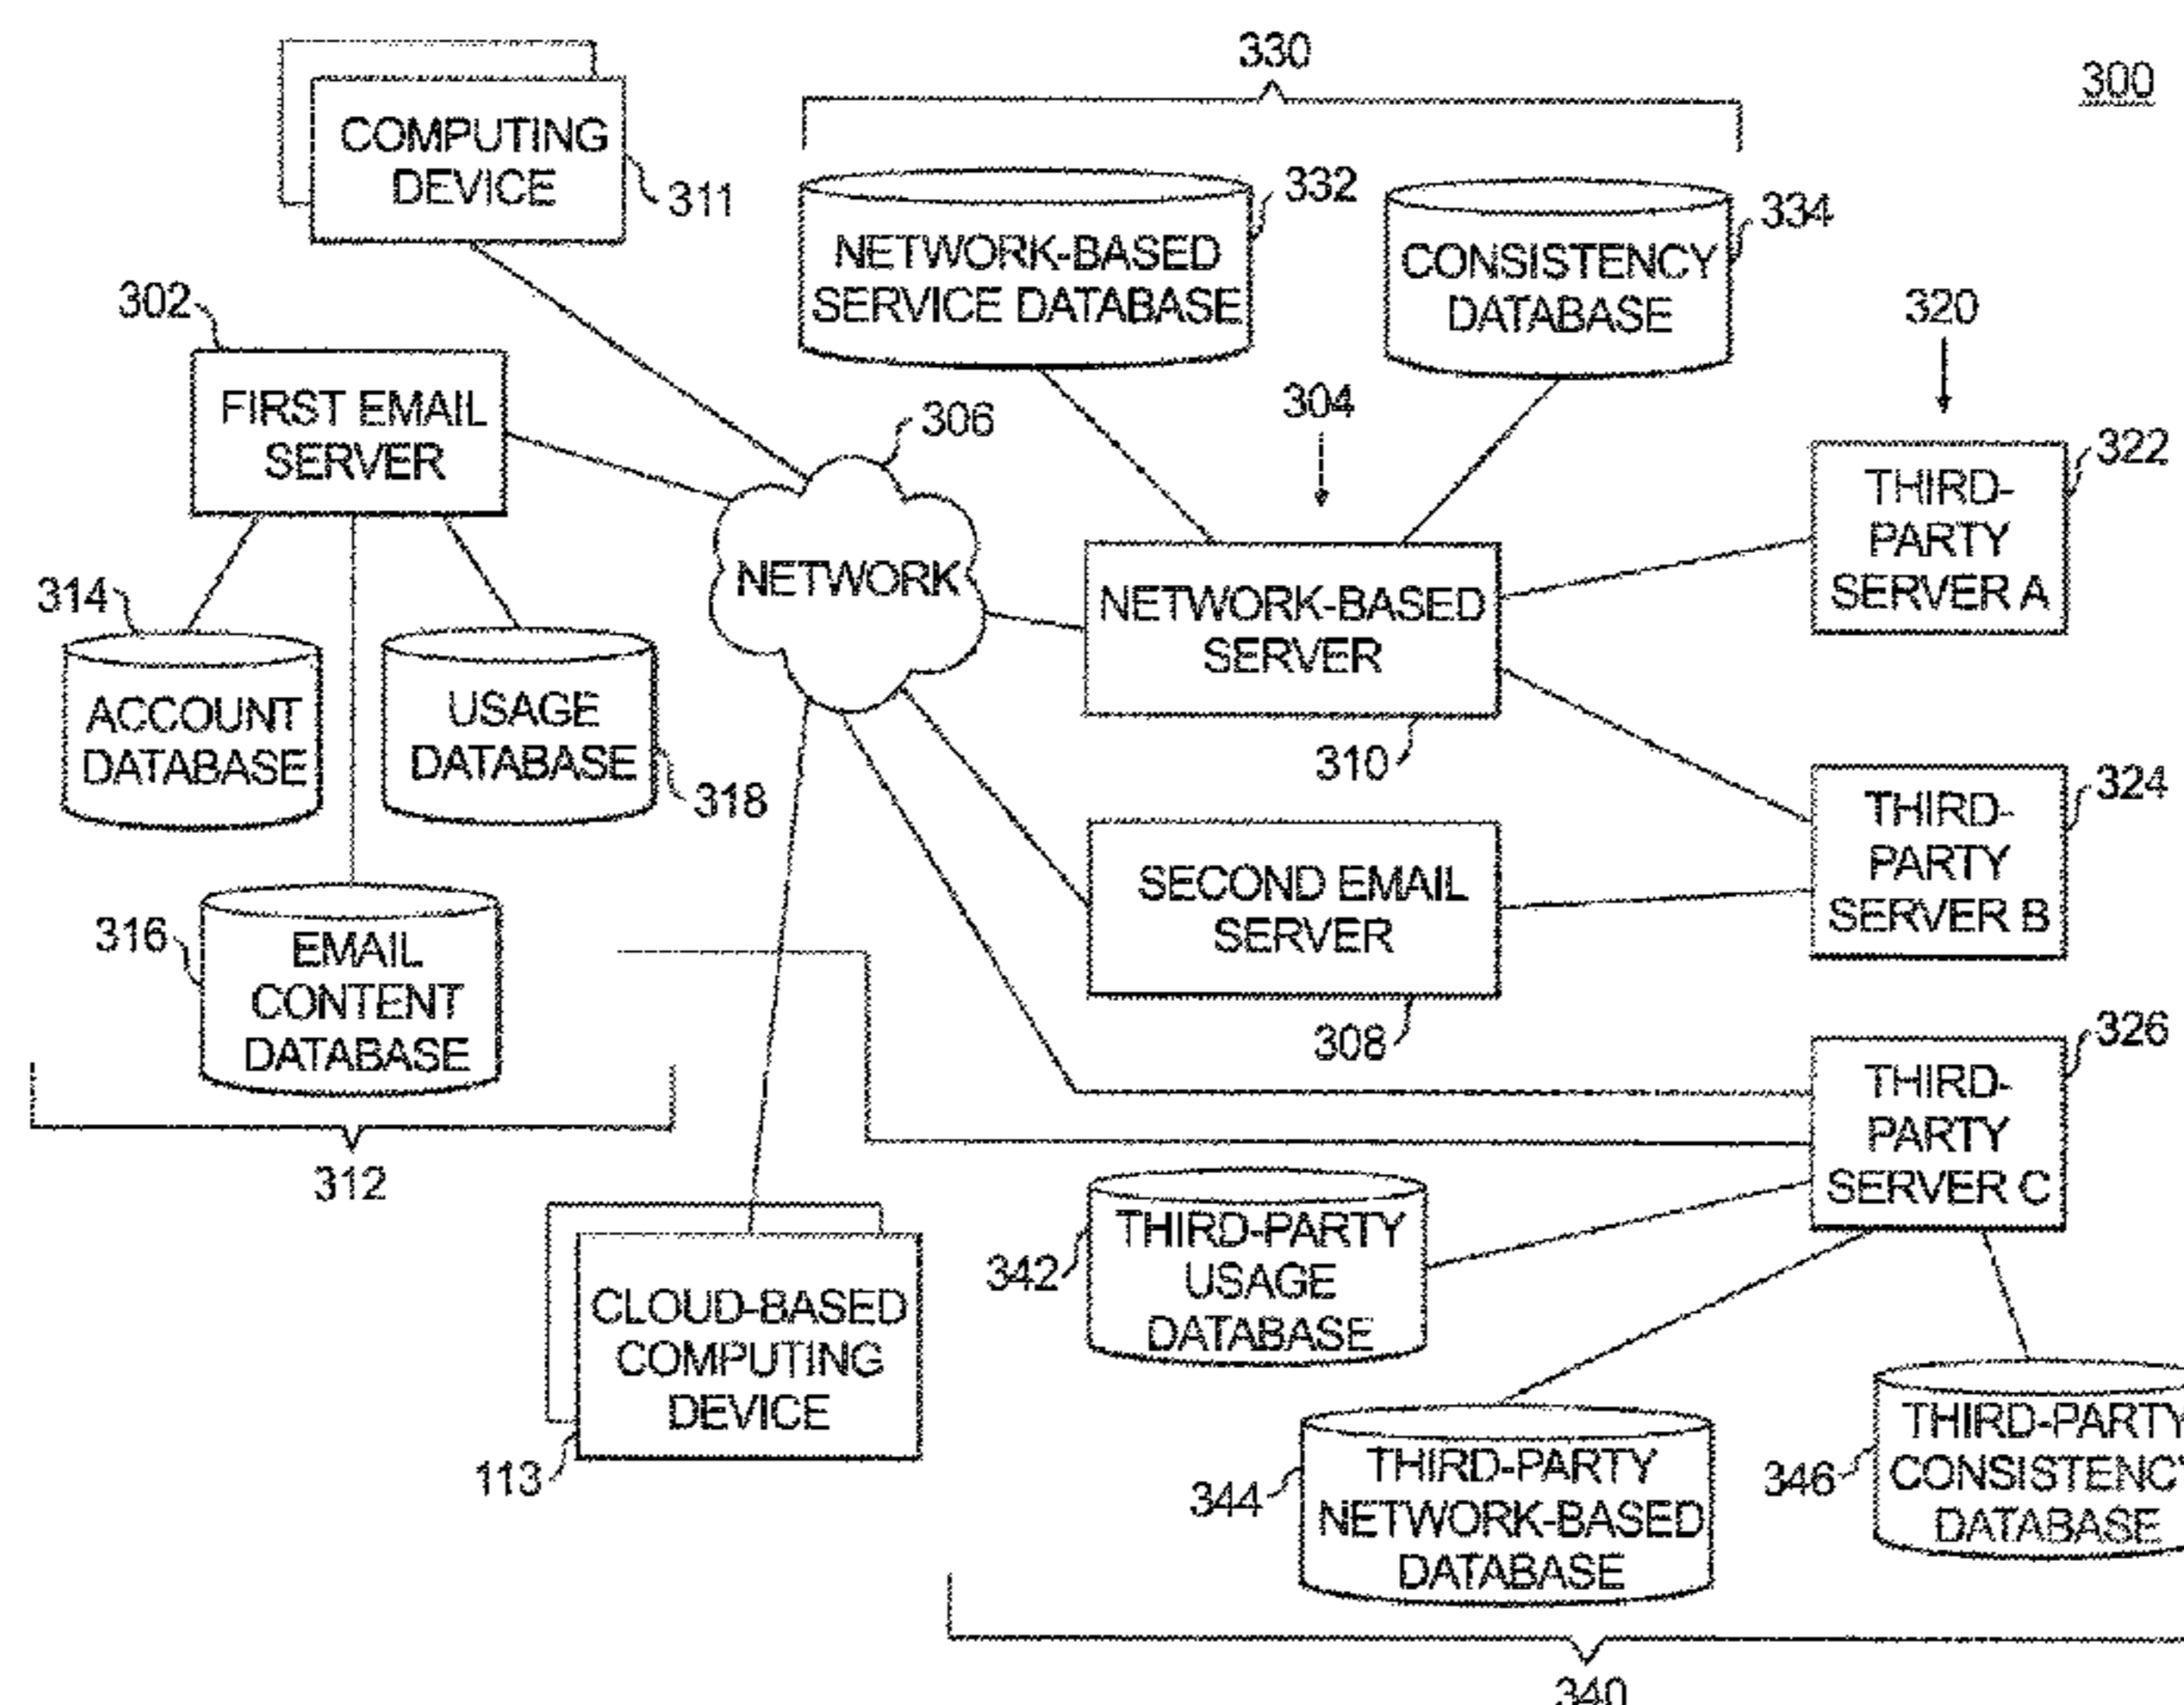 330
300
COMPUTING
DEVICE
311
332
334
NETWORK-BASED
SERVICE DATABASE
CONSISTENCY
DATABASE
302
320
304
FIRST EMAIL
SERVER
306
322
THIRD-
PARTY
SERVER A
NETWORK
NETWORK-BASED
SERVER
314
310
ACCOUNT
DATABASE
USAGE
DATABASE
318
324
THIRD-
PARTY
SERVER B
SECOND EMAIL
SERVER
316
EMAIL
CONTENT
DATABASE
308
326
THIRD-
PARTY
SERVER C
312
342
THIRD-PARTY
USAGE
DATABASE
CLOUD-BASED
COMPUTING
DEVICE
113
344
THIRD-PARTY
NETWORK-BASED
DATABASE
346
THIRD-PARTY
CONSISTENCY
DATABASE
340